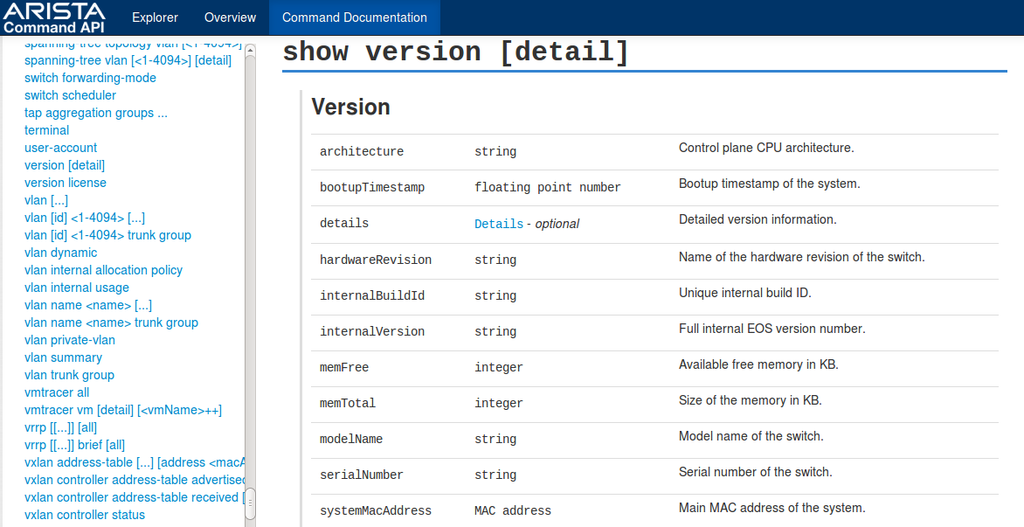 ARISTA
Command API
Explorer
Overview
Command Documentation
spanning-tree topology vlan [<1-4094>]
spanning-tree vlan [<1-4094>] [detail]
switch forwarding-mode
switch scheduler
tap aggregation groups ...
terminal
user-account
version [detail]
version license
vlan [...]
vlan [id] <1-4094> [...]
vlan [id] <1-4094> trunk group
vlan dynamic
vlan internal allocation policy
vlan internal usage
vlan name <name> [...]
vlan name <name> trunk group
vlan private-vlan
vlan summary
vlan trunk group
vmtracer all
vmtracer vm [detail] [<vmName>++]
vrrp [[...]] [all]
vrrp [[...]] brief [all]
vxlan address-table [...] [address <macA
vxlan controller address-table advertised
vxlan controller address-table received [
vxlan controller status
show version [detail]
Version
architecture string Control plane CPU architecture.
bootupTimestamp floating point number Bootup timestamp of the system.
details Details - optional Detailed version information.
hardwareRevision string Name of the hardware revision of the switch.
internalBuildId string Unique internal build ID.
internalVersion string Full internal EOS version number.
memFree integer Available free memory in KB.
memTotal integer Size of the memory in KB.
modelName string Model name of the switch.
serialNumber string Serial number of the switch.
systemMacAddress MAC address Main MAC address of the system.